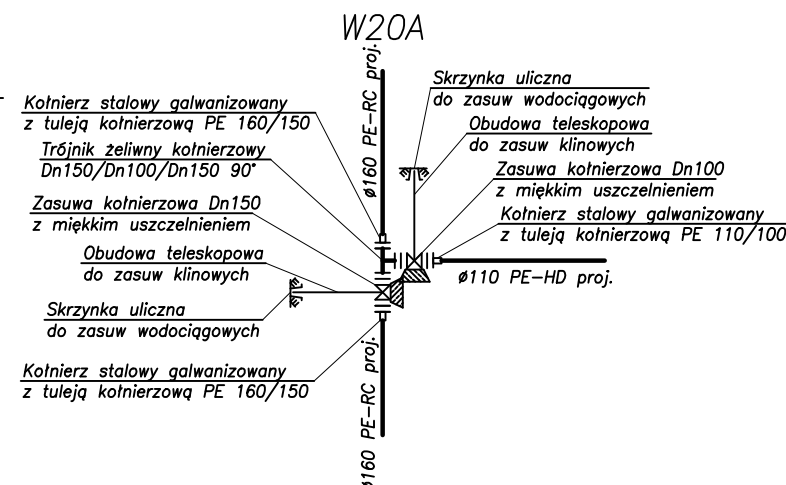 W20A
Kołnierz stalowy galwanizowany
z tuleją kołnierzową PE 160/150
Trójnik żeliwny kołnierzowy
Dn150/Dn100/Dn150 90°
Zasuwa kołnierzowa Dn150
z miękkim uszczelnieniem
Obudowa teleskopowa
do zasuw klinowych
Skrzynka uliczna
do zasuw wodociągowych
Kołnierz stalowy galwanizowany
z tuleją kołnierzową PE 160/150
ø160 PE-RC proj.
ø160 PE-RC proj.
Skrzynka uliczna
do zasuw wodociągowych
Obudowa teleskopowa
do zasuw klinowych
Zasuwa kołnierzowa Dn100
z miękkim uszczelnieniem
Kołnierz stalowy galwanizowany
z tuleją kołnierzową PE 110/100
ø110 PE-HD proj.